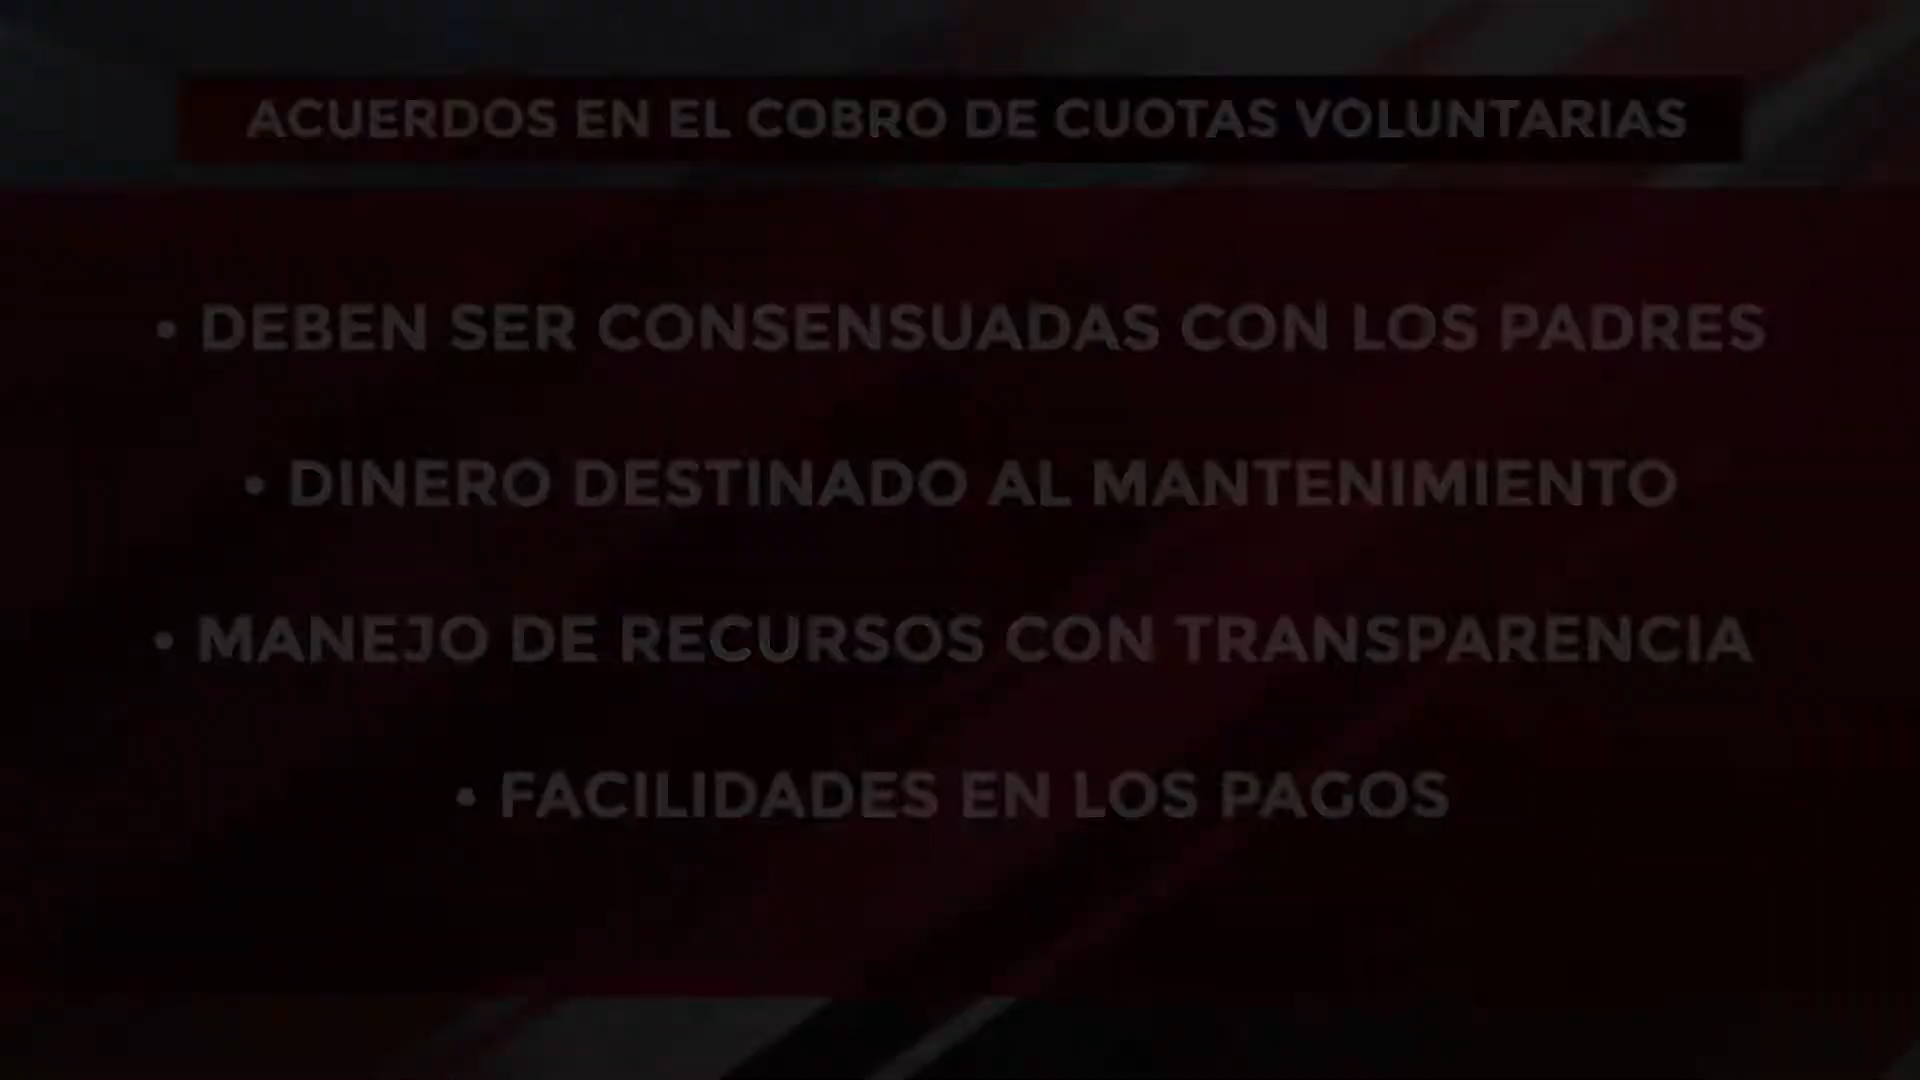 ACUERDOS EN EL COBRO DE CUOTAS VOLUNTARIAS
• DEBEN SER CONSENSUADAS CON LOS PADRES
• DINERO DESTINADO AL MANTENIMIENTO
• MANEJO DE RECURSOS CON TRANSPARENCIA
• FACILIDADES EN LOS PAGOS